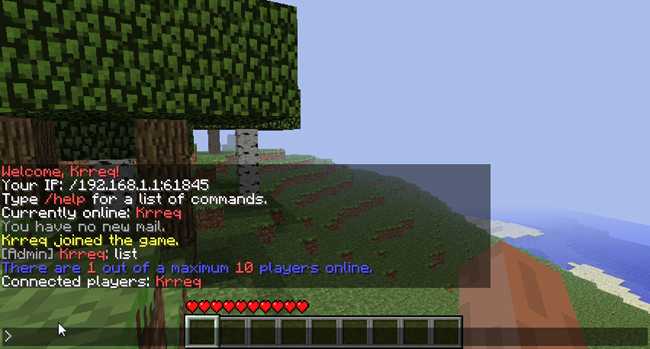 Welcome, Krreq!
Your IP: /192.168.1.1:61845
Type /help for a list of commands.
Currently online: Krreq
You have no new mail.
Krreq joined the game.
[Admin] Krreq: list
There are 1 out of a maximum 10 players online.
Connected players: Krreq
>